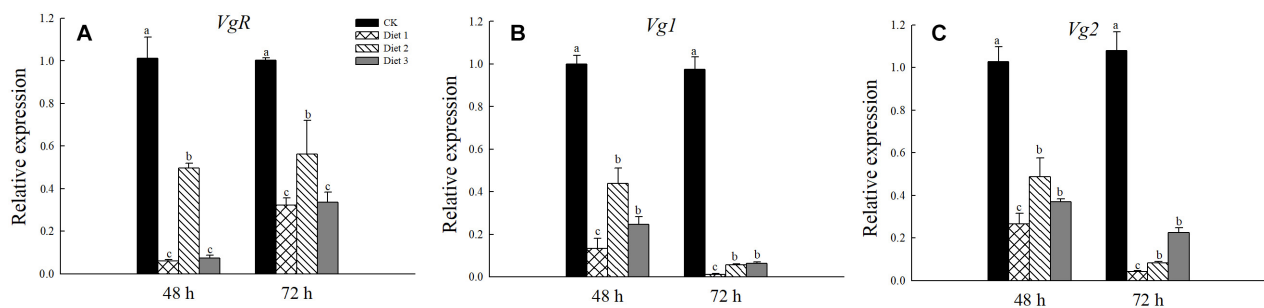 A
VgR
CK
Diet 1
Diet 2
Diet 3
Relative expression
1.2
1.0
0.8
0.6
0.4
0.2
0.0
a
c
b
c
a
c
b
c
48 h
72 h
B
Vg1
Relative expression
1.2
1.0
0.8
0.6
0.4
0.2
0.0
a
c
b
b
a
c
b
b
48 h
72 h
C
Vg2
Relative expression
1.2
1.0
0.8
0.6
0.4
0.2
0.0
a
c
b
b
a
c
c
b
48 h
72 h